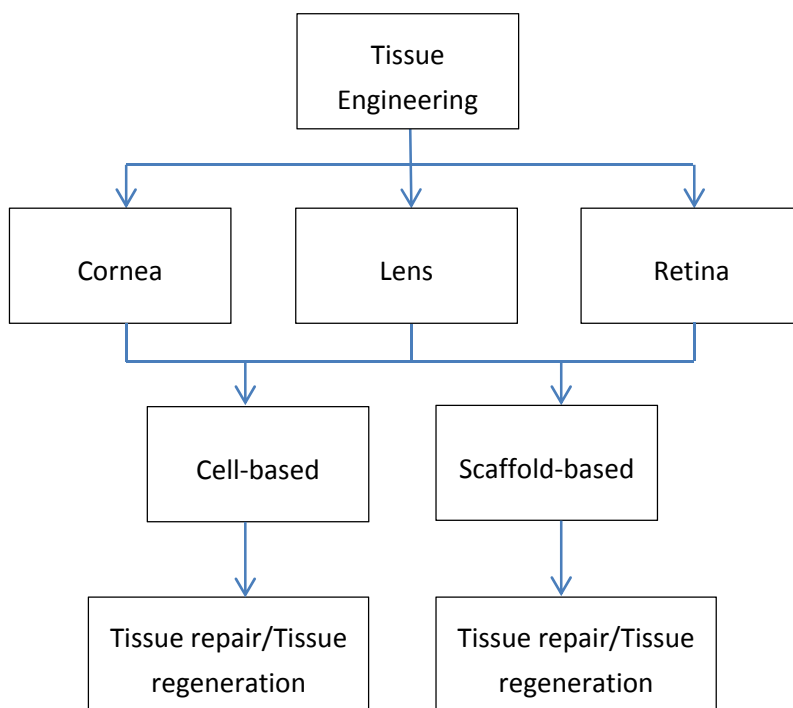 Tissue
Engineering
Cornea
Lens
Retina
Cell-based
Scaffold-based
Tissue repair/Tissue
regeneration
Tissue repair/Tissue
regeneration